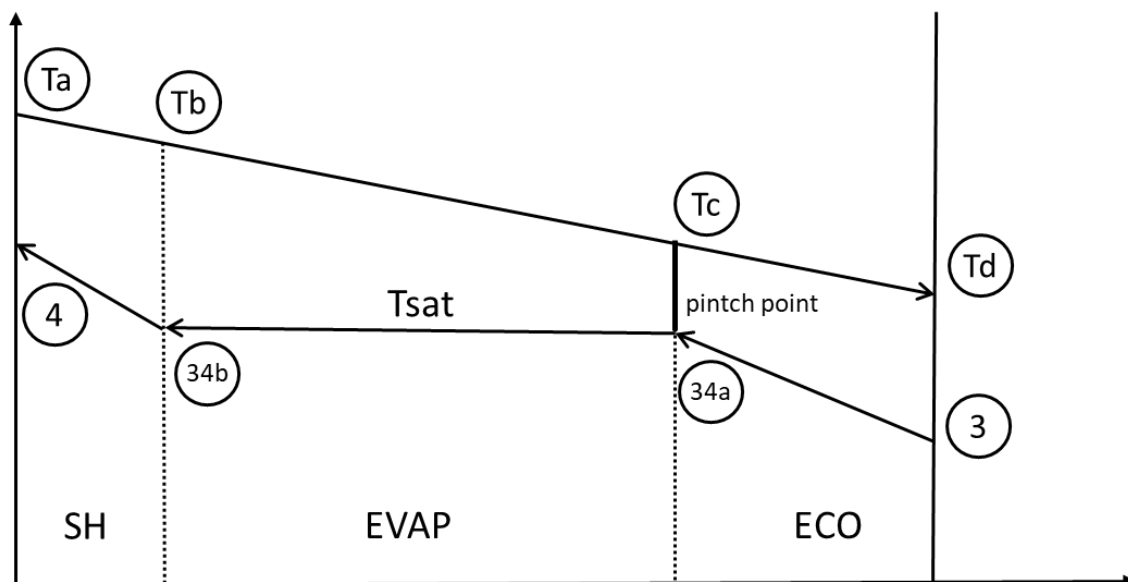 Ta
Tb
Tc
Td
4
Tsat
pintch point
34b
34a
3
SH
EVAP
ECO